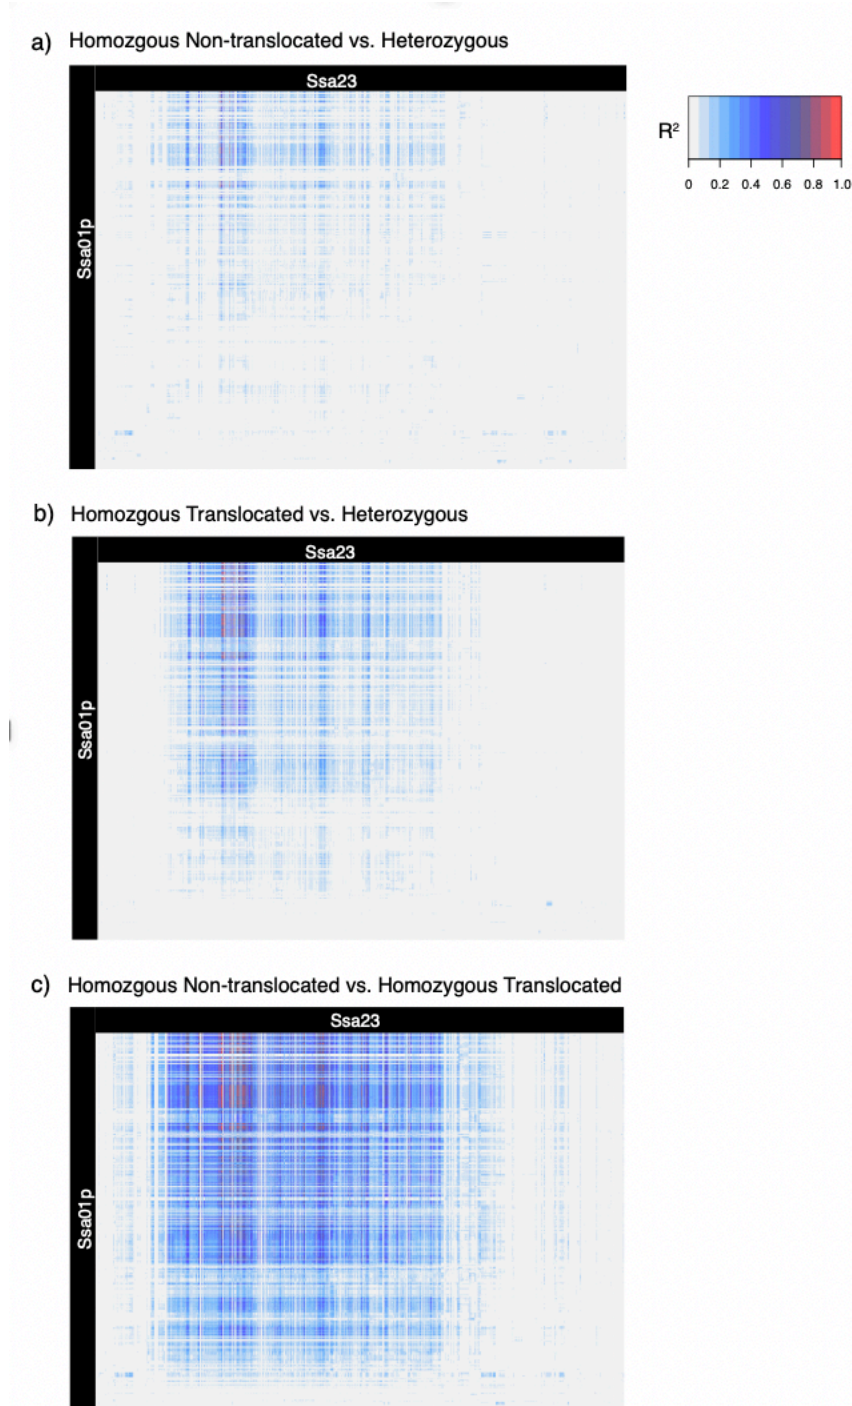 a) Homozgous Non-translocated vs. Heterozygous
Ssa23
Ssa01p
R²
0 0.2 0.4 0.6 0.8 1.0
b) Homozgous Translocated vs. Heterozygous
Ssa23
Ssa01p
c) Homozgous Non-translocated vs. Homozygous Translocated
Ssa23
Ssa01p